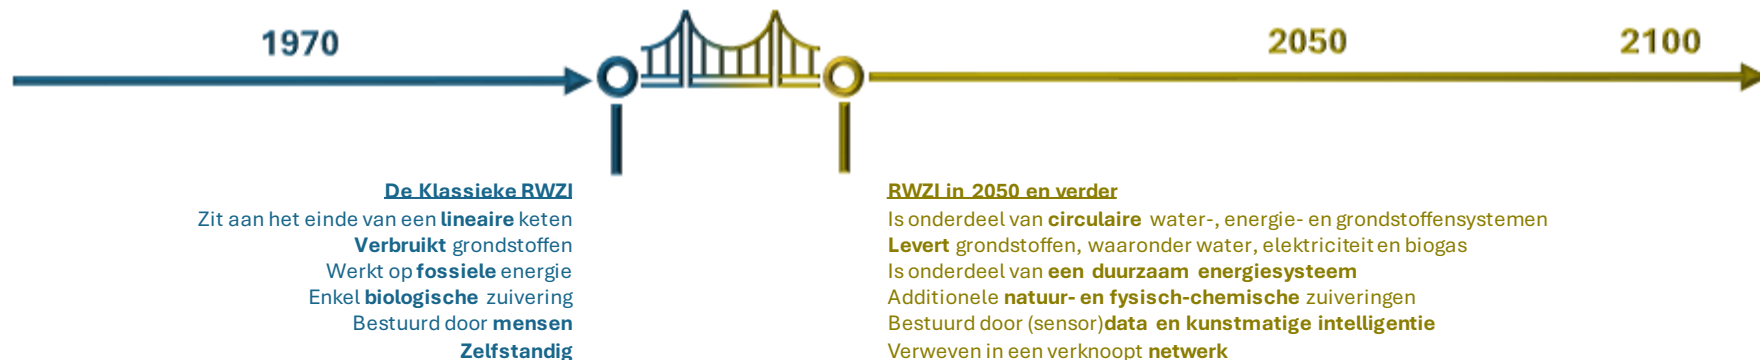 1970
2050
2100
De Klassieke RWZI
Zit aan het einde van een lineaire keten
Verbruikt grondstoffen
Werkt op fossiele energie
Enkel biologische zuivering
Bestuurd door mensen
Zelfstandig
RWZI in 2050 en verder
Is onderdeel van circulaire water-, energie- en grondstoffensystemen
Levert grondstoffen, waaronder water, elektriciteit en biogas
Is onderdeel van een duurzaam energiesysteem
Additionele natuur- en fysisch-chemische zuiveringen
Bestuurd door (sensor)data en kunstmatige intelligentie
Verweven in een verknoopt netwerk